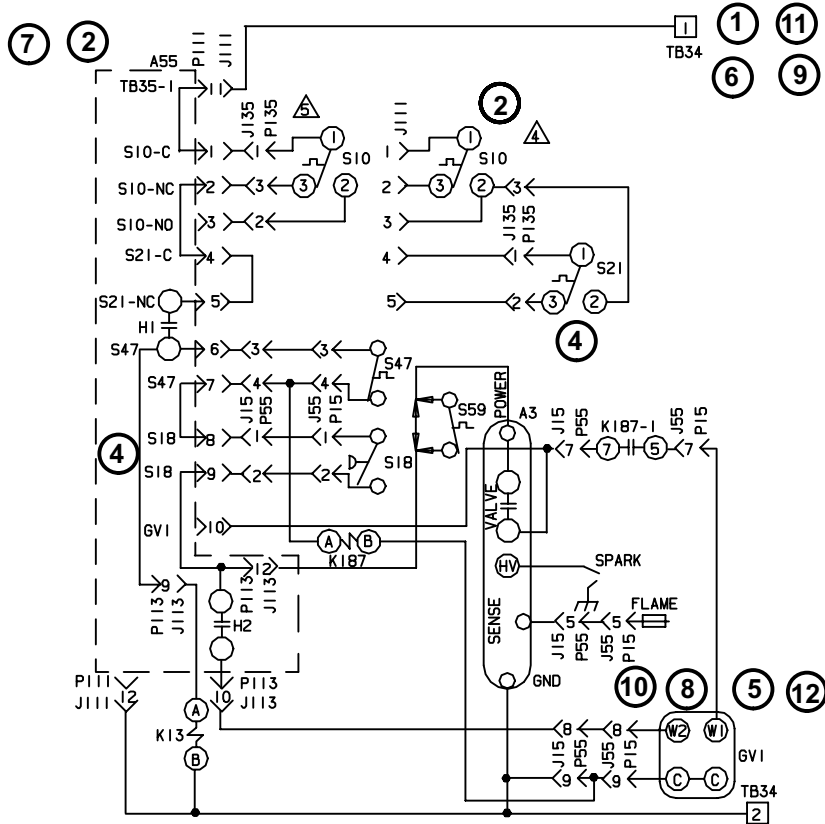 7 2 1 11
6 9
A55 P111 J111
1 TB34
TB35-1 11
5 J111 2 4
J135 P135
S10-C 1 1 1 1 1
S10 S10
S10-NC 2 3 3 2 2 3 2 3
S10-NO 3 2 3
J135 P135
S21-C 4 4 1 1
S21
S21-NC 5 5 2 3 2
H1 4
S47 6 3 3
S47
S47 7 4 4
J15 P55 J55 P15
S18 8 1 1
S59
POWER A3
J15 P55 K187-1 J55 P15
7 7 5 7
4 S18 9 2 2 S18
VALVE
GV1 10
A B
K187
12
P113 J113
HV SPARK
9
P113 J113
H2
SENSE
5 5 FLAME
J15 P55 J55 P15
GND
P111 12 J111
10 P113 J113
10 8 5 12
A
K13
B
8 8 W2 W1
J15 P55 J55 P15 GV1
9 9 C C
TB34
2